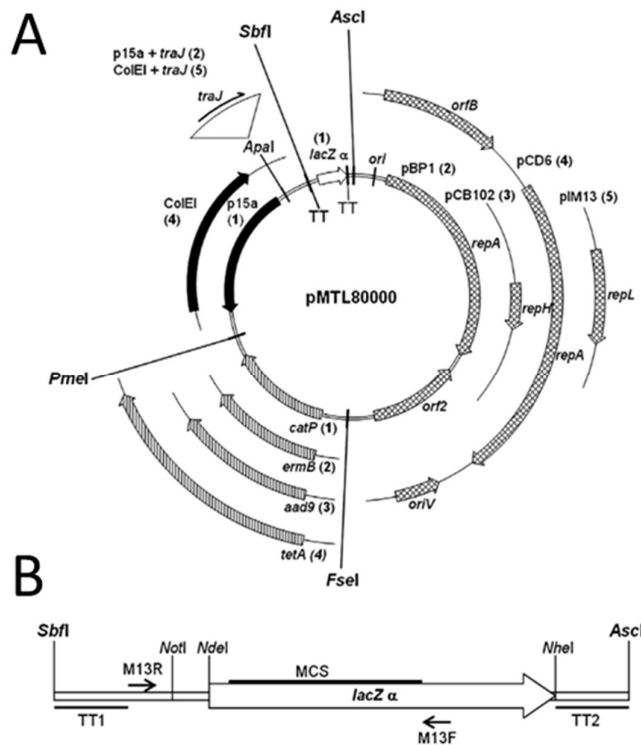 A
p15a + traJ (2)
ColEI + traJ (5)
SbfI
AscI
traJ
ApaI
(1)
lacZ α
ori
orfB
pBP1 (2)
pCD6 (4)
pCB102 (3)
pIM13 (5)
ColEI
(4)
p15a
(1)
TT
TT
repA
pMTL80000
repH
repL
repA
PmeI
orf2
catP (1)
ermB (2)
aad9 (3)
tetA (4)
oriV
FseI
B
SbfI
AscI
NotI
NdeI
NheI
M13R
MCS
lacZ α
TT1
M13F
TT2